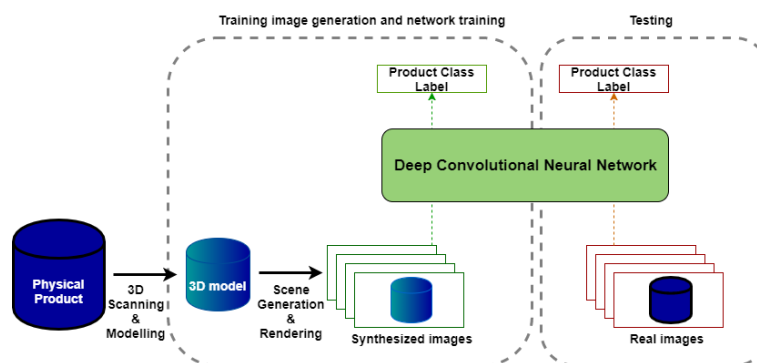 Training image generation and network training
Testing
Product Class
Label
Product Class
Label
Deep Convolutional Neural Network
Physical
Product
3D
Scanning
&
Modelling
3D model
Scene
Generation
&
Rendering
Synthesized images
Real images